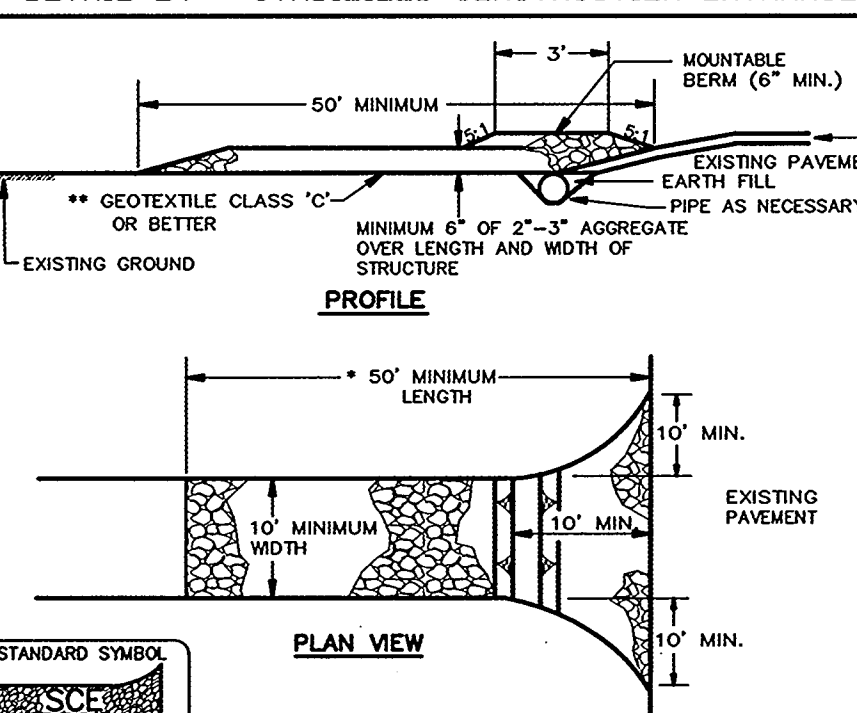 3'
MOUNTABLE
BERM (6" MIN.)
50' MINIMUM
5:1
5:1
EXISTING PAVEME
** GEOTEXTILE CLASS 'C'
OR BETTER
EARTH FILL
PIPE AS NECESSARY
MINIMUM 6" OF 2"-3" AGGREGATE
OVER LENGTH AND WIDTH OF
STRUCTURE
EXISTING GROUND
PROFILE
* 50' MINIMUM
LENGTH
10' MIN.
10' MINIMUM
WIDTH
10' MIN.
EXISTING
PAVEMENT
10' MIN.
PLAN VIEW
STANDARD SYMBOL
SCE